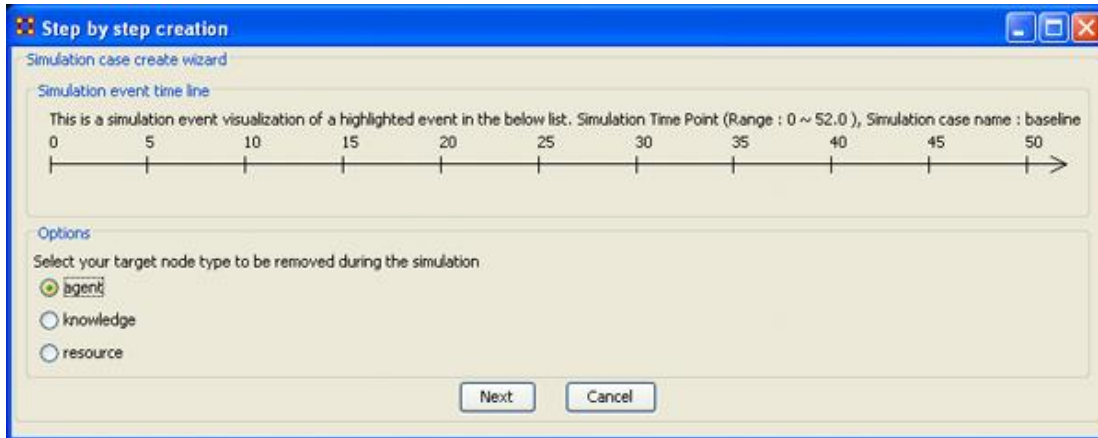 Step by step creation
Simulation case create wizard
Simulation event time line
This is a simulation event visualization of a highlighted event in the below list. Simulation Time Point (Range : 0 ~ 52.0 ), Simulation case name : baseline
0 5 10 15 20 25 30 35 40 45 50
Options
Select your target node type to be removed during the simulation
agent
knowledge
resource
Next Cancel